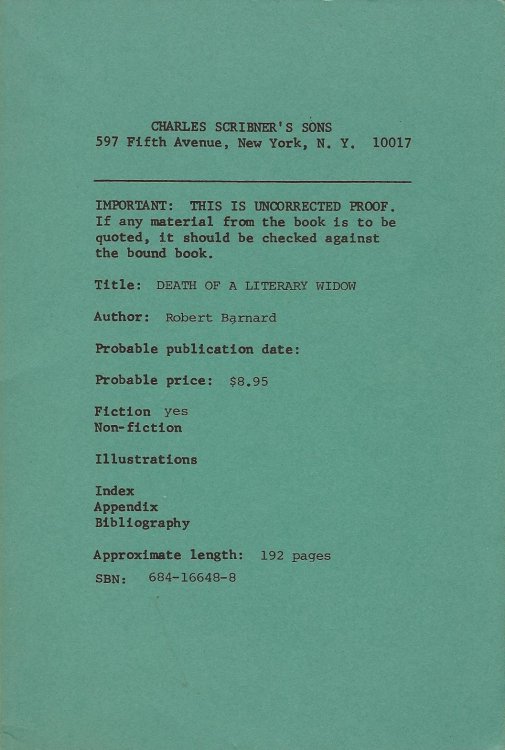 CHARLES SCRIBNER'S SONS
597 Fifth Avenue, New York, N. Y. 10017
IMPORTANT: THIS IS UNCORRECTED PROOF.
If any material from the book is to be
quoted, it should be checked against
the bound book.
Title: DEATH OF A LITERARY WIDOW
Author: Robert Barnard
Probable publication date:
Probable price: $8.95
Fiction yes
Non-fiction
Illustrations
Index
Appendix
Bibliography
Approximate length: 192 pages
SBN: 684-16648-8